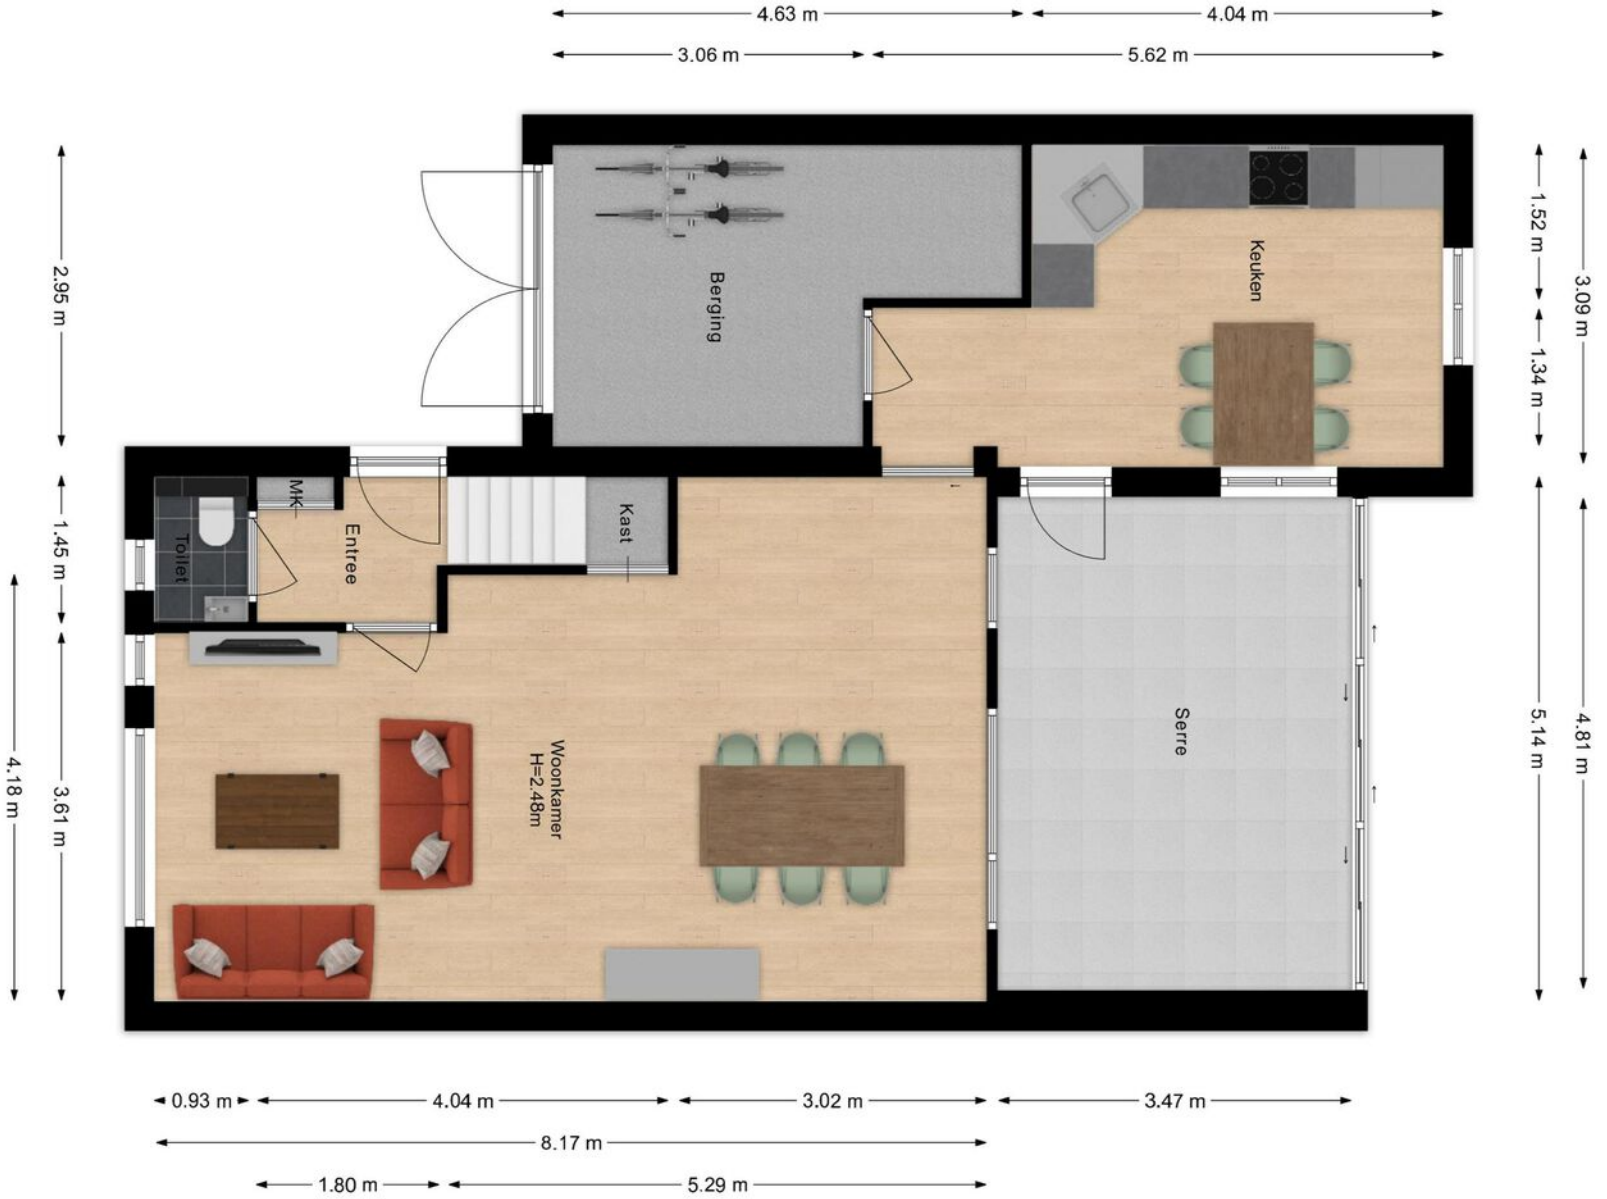 4.63 m
4.04 m
3.06 m
5.62 m
2.95 m
1.45 m
3.61 m
4.18 m
1.52 m
1.34 m
3.09 m
5.14 m
4.81 m
Berging
Keuken
MK
Toilet
Entree
Kast
Woonkamer
H=2.48m
Serre
0.93 m
4.04 m
3.02 m
3.47 m
8.17 m
1.80 m
5.29 m